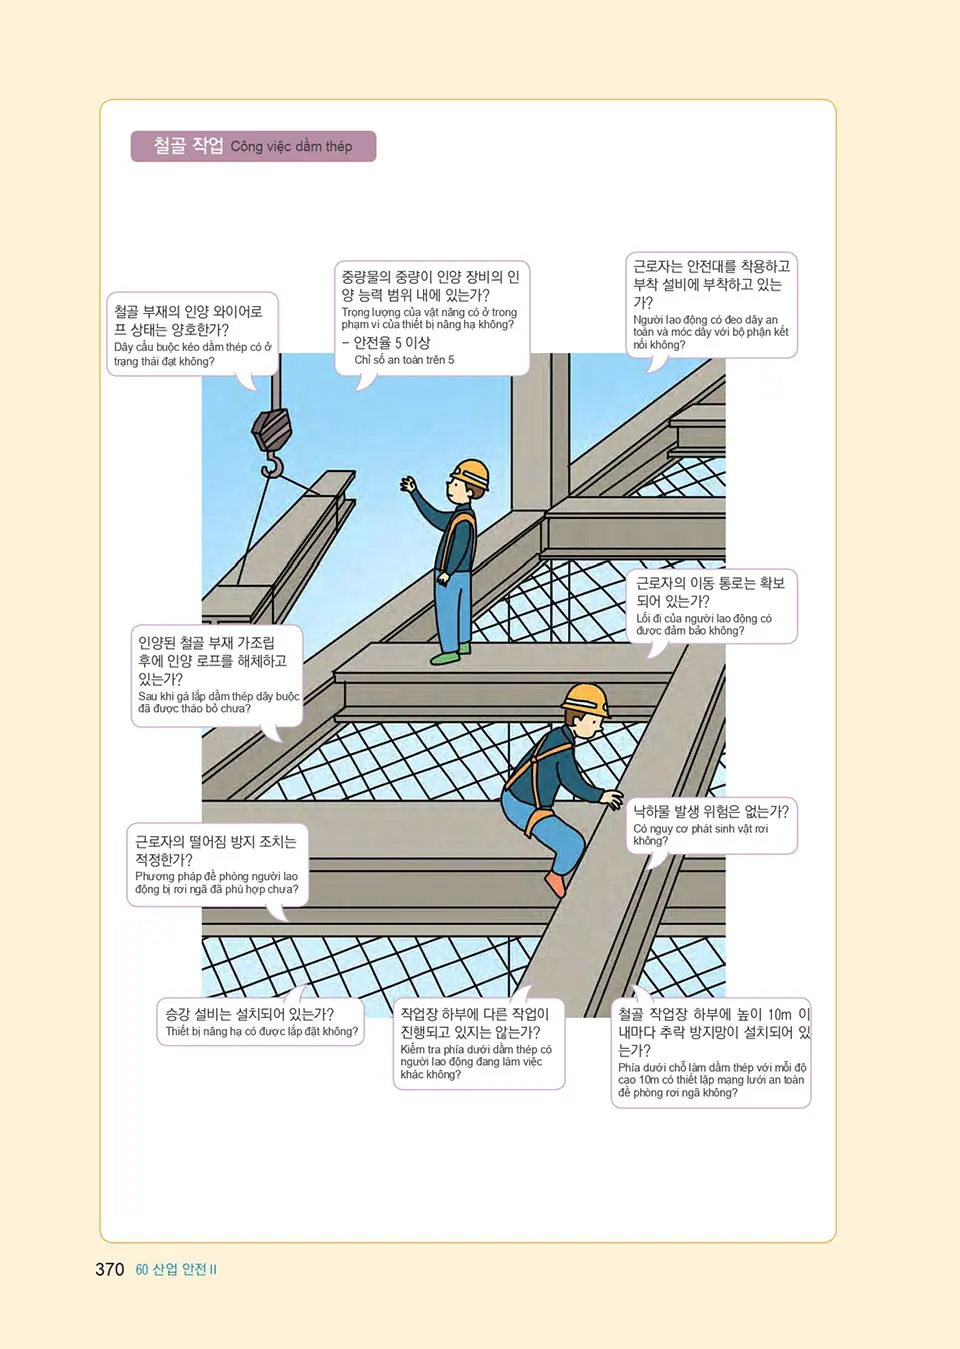 철골 작업 Công việc dầm thép
철골 부재의 인양 와이어로
프 상태는 양호한가?
Dây cẩu buộc kéo dầm thép có ở
trạng thái đạt không?
중량물의 중량이 인양 장비의 인
양 능력 범위 내에 있는가?
Trọng lượng của vật nâng có ở trong
phạm vi của thiết bị nâng hạ không?
– 안전율 5 이상
Chỉ số an toàn trên 5
근로자는 안전대를 착용하고
부착 설비에 부착하고 있는
가?
Người lao động có đeo dây an
toàn và móc dây với bộ phận kết
nối không?
근로자의 이동 통로는 확보
되어 있는가?
Lối đi của người lao động có
được đảm bảo không?
인양된 철골 부재 가조립
후에 인양 로프를 해체하고
있는가?
Sau khi gá lắp dầm thép dây buộc
đã được tháo bỏ chưa?
낙하물 발생 위험은 없는가?
Có nguy cơ phát sinh vật rơi
không?
근로자의 떨어짐 방지 조치는
적정한가?
Phương pháp đề phòng người lao
động bị rơi ngã đã phù hợp chưa?
승강 설비는 설치되어 있는가?
Thiết bị nâng hạ có được lắp đặt không?
작업장 하부에 다른 작업이
진행되고 있지는 않는가?
Kiểm tra phía dưới dầm thép có
người lao động đang làm việc
khác không?
철골 작업장 하부에 높이 10m 이
내마다 추락 방지망이 설치되어 있
는가?
Phía dưới chỗ làm dầm thép với mỗi độ
cao 10m có thiết lập mạng lưới an toàn
đề phòng rơi ngã không?
370 60 산업 안전 II